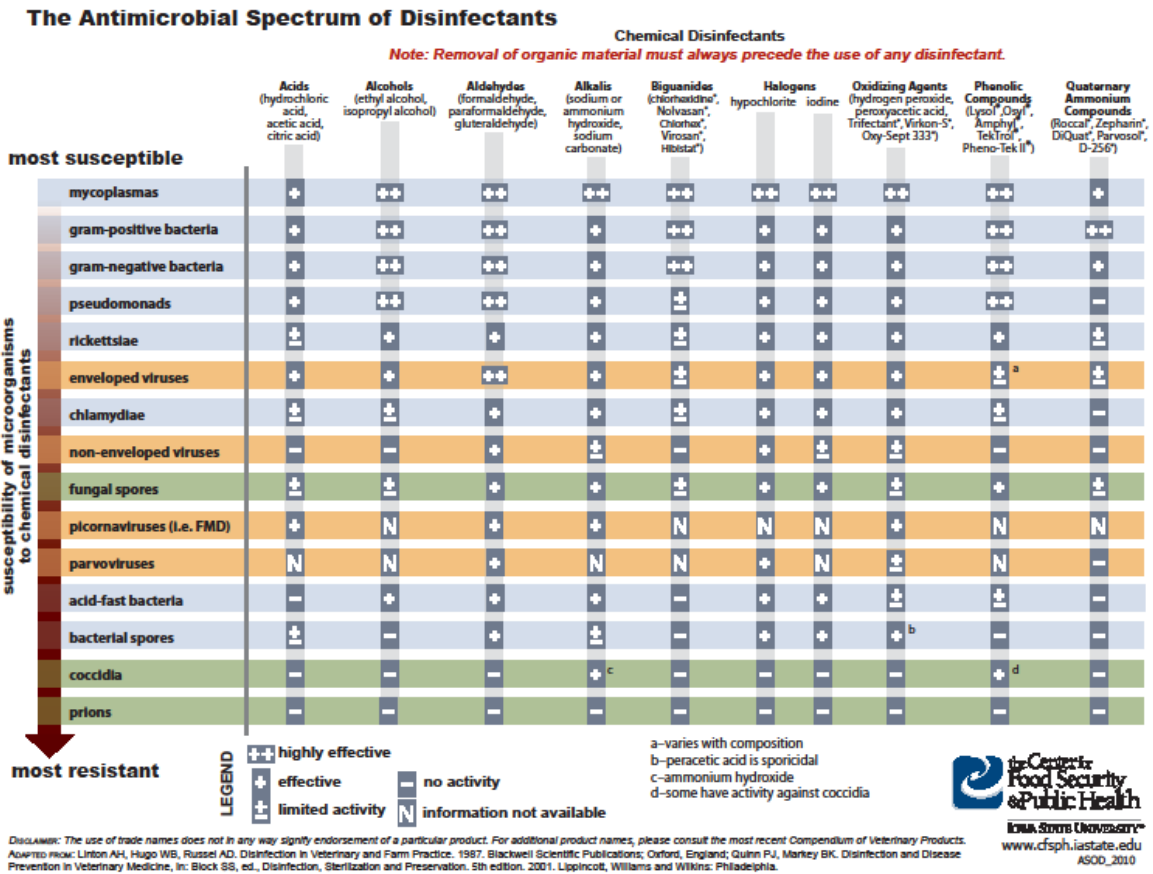 The Antimicrobial Spectrum of Disinfectants
Chemical Disinfectants
Note: Removal of organic material must always precede the use of any disinfectant.
Acids
(hydrochloric
acid,
acetic acid,
citric acid)
Alcohols
(ethyl alcohol,
isopropyl alcohol)
Aldehydes
(formaldehyde,
paraformaldehyde,
gluteraldehyde)
Alkalis
(sodium or
ammonium
hydroxide,
sodium
carbonate)
Biguanides
(chlorhexidine®,
Nolvasan®,
Chlorhex®,
Virosan®,
Hibistat®)
Halogens
hypochlorite iodine
Oxidizing Agents
(hydrogen peroxide,
peroxyacetic acid,
Trifectant®, Virkon-S®,
Oxy-Sept 333®)
Phenolic
Compounds
(Lysol®,Osyl®,
Amphyl®,
TekTrol®,
Pheno-Tek II®)
Quaternary
Ammonium
Compounds
(Roccal®, Zepharin®,
DiQuat®, Parvosol®,
D-256®)
most susceptible
susceptibility of microorganisms
to chemical disinfectants
mycoplasmas + ++ ++ ++ ++ ++ ++ ++ ++ +
gram-positive bacteria + ++ ++ + ++ + + + ++ ++
gram-negative bacteria + ++ ++ + ++ + + + ++ +
pseudomonads + ++ ++ + ± + + + ++ −
rickettsiae ± + + + ± + + + + ±
enveloped viruses + + ++ + ± + + + ± a ±
chlamydiae ± ± + + ± + + + ± −
non-enveloped viruses − − + ± − + ± ± − −
fungal spores ± ± + + ± + + ± + ±
picornaviruses (i.e. FMD) + N + + N N N + N N
parvoviruses N N + N N + N ± N −
acid-fast bacteria − + + + − + + ± ± −
bacterial spores ± − + ± − + + + b − −
coccidia − − − + c − − − − + d −
prions − − − − − − − − − −
most resistant
LEGEND
++ highly effective
+ effective
± limited activity
− no activity
N information not available
a–varies with composition
b–peracetic acid is sporicidal
c–ammonium hydroxide
d–some have activity against coccidia
the Center for
Food Security
& Public Health
IOWA STATE UNIVERSITY®
www.cfsph.iastate.edu
ASOD_2010
DISCLAIMER: The use of trade names does not in any way signify endorsement of a particular product. For additional product names, please consult the most recent Compendium of Veterinary Products.
ADAPTED FROM: Linton AH, Hugo WB, Russel AD. Disinfection in Veterinary and Farm Practice. 1987. Blackwell Scientific Publications; Oxford, England; Quinn PJ, Markey BK. Disinfection and Disease
Prevention in Veterinary Medicine, in: Block SS, ed., Disinfection, Sterilization and Preservation. 5th edition. 2001. Lippincott, Williams and Wilkins: Philadelphia.